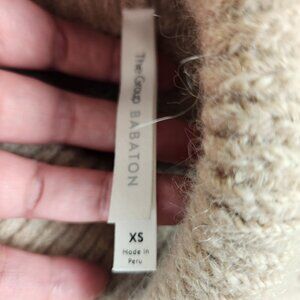 The Group BABATON
XS
Made in
Peru